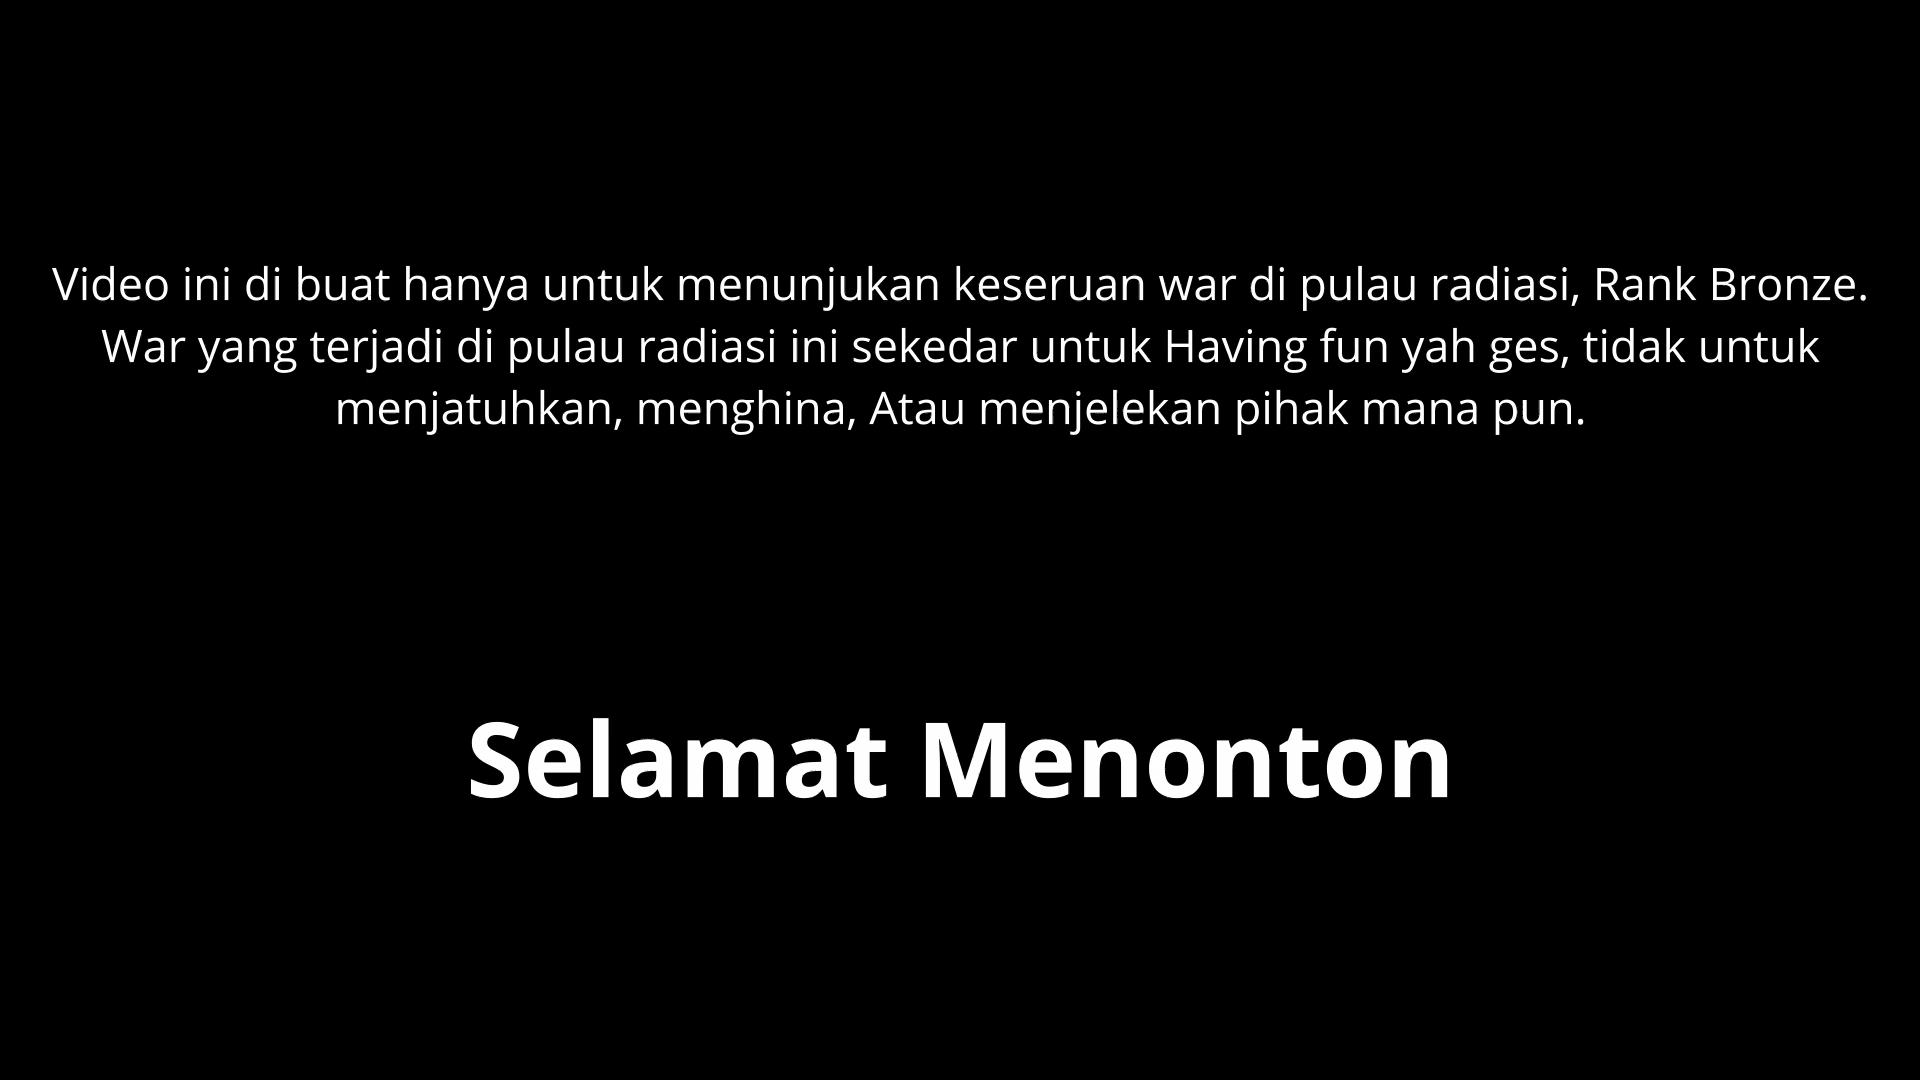 Video ini di buat hanya untuk menunjukan keseruan war di pulau radiasi, Rank Bronze.
War yang terjadi di pulau radiasi ini sekedar untuk Having fun yah ges, tidak untuk
menjatuhkan, menghina, Atau menjelekan pihak mana pun.
Selamat Menonton